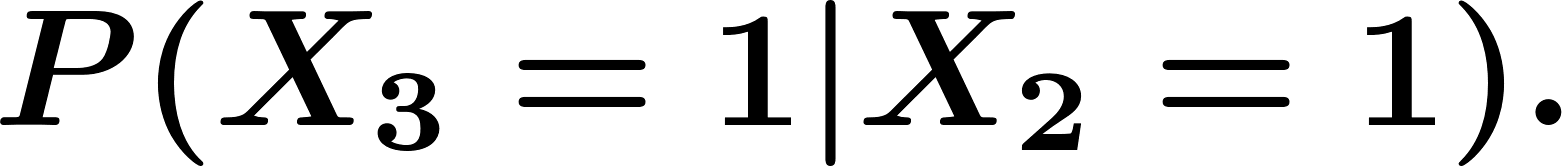 P(X₃ = 1|X₂ = 1).